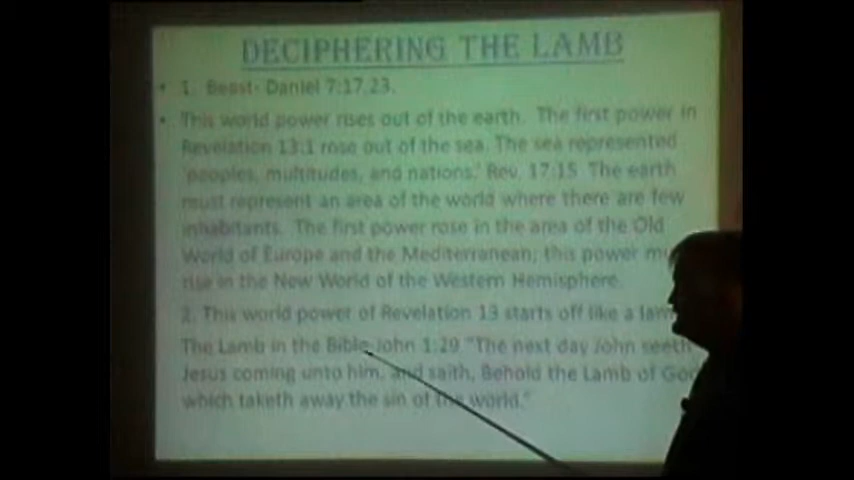 DECIPHERING THE LAMB
• 1. Beast- Daniel 7:17,23.
• This world power rises out of the earth. The first power in
Revelation 13:1 rose out of the sea. The sea represented
'peoples, multitudes, and nations.' Rev. 17:15 The earth
must represent an area of the world where there are few
inhabitants. The first power rose in the area of the Old
World of Europe and the Mediterranean; this power
rise in the New World of the Western Hemisphere.
2. This world power of Revelation 13 starts off like a
The Lamb in the Bible-John 1:29 "The next day John seeth
Jesus coming unto him, and saith, Behold the Lamb of
which taketh away the sin of the world."